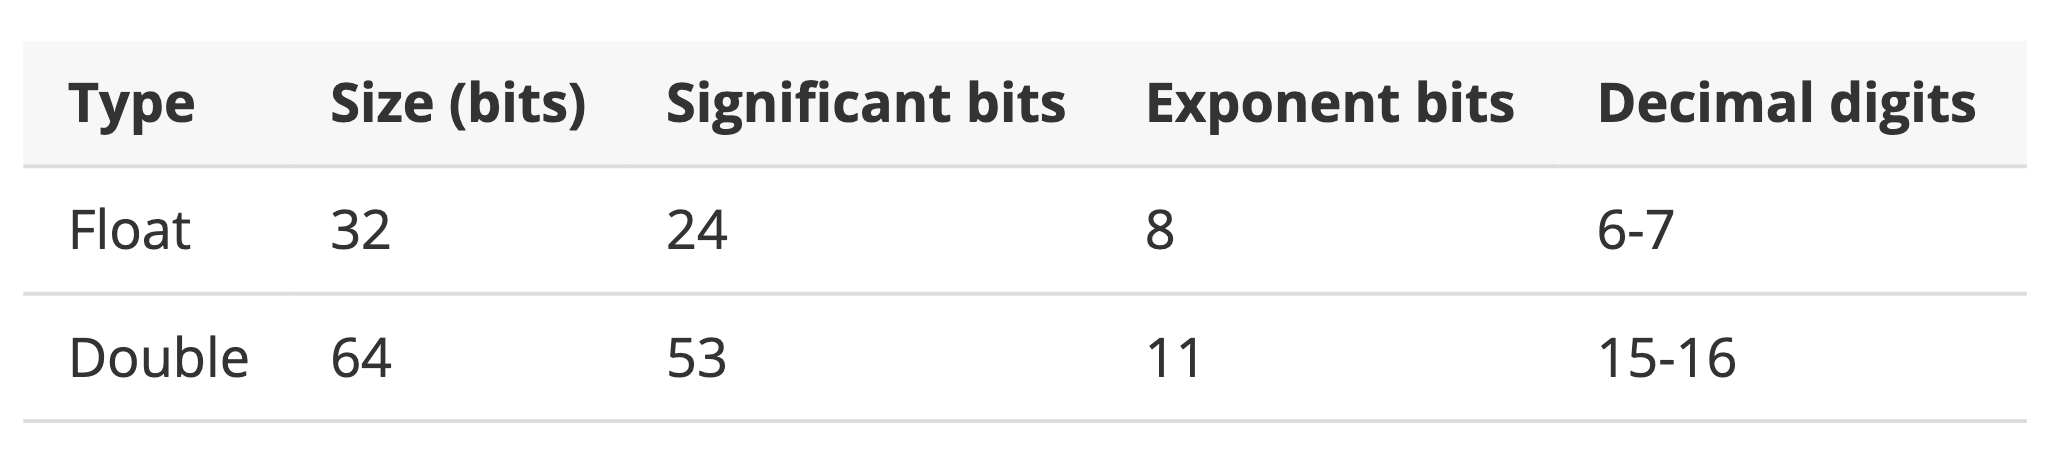 Type Size (bits) Significant bits Exponent bits Decimal digits
Float 32 24 8 6-7
Double 64 53 11 15-16